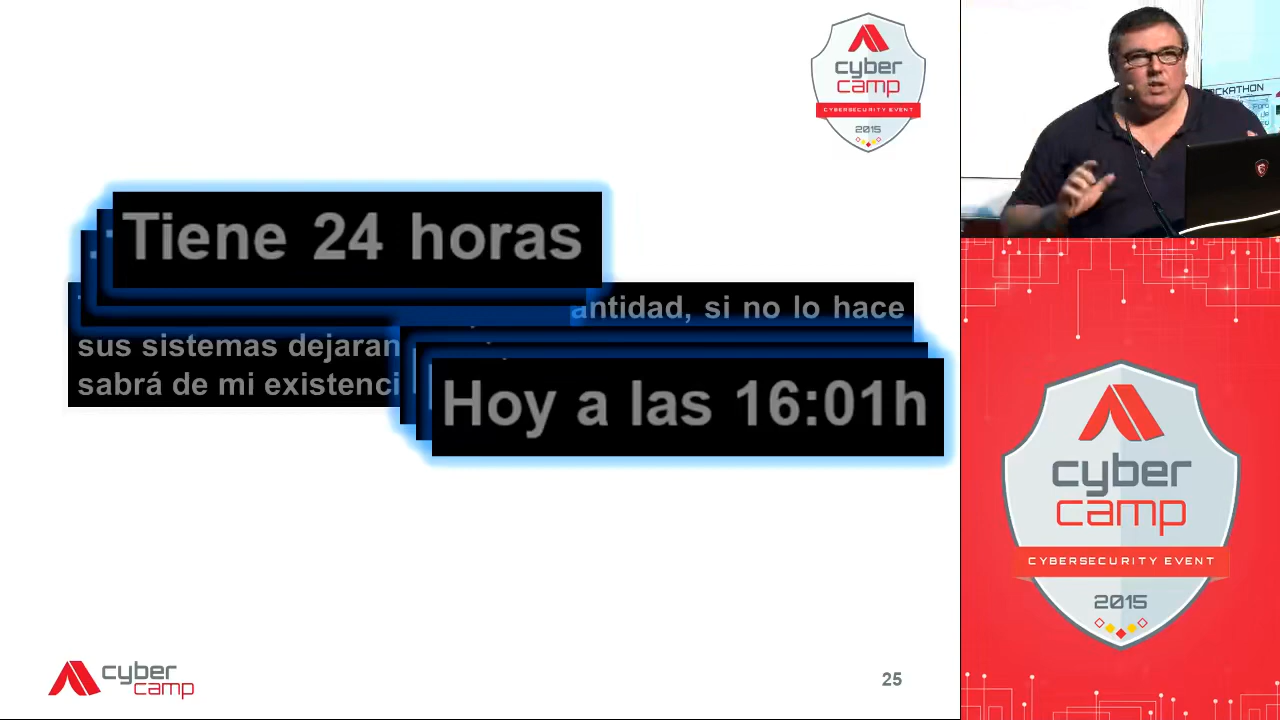 cyber
camp
CYBERSECURITY EVENT
2015
Tiene 24 horas
antidad, si no lo hace
sus sistemas dejaran
sabrá de mi existenci
Hoy a las 16:01h
cyber
camp
25
HACKATHON
cyber
camp
CYBERSECURITY EVENT
2015